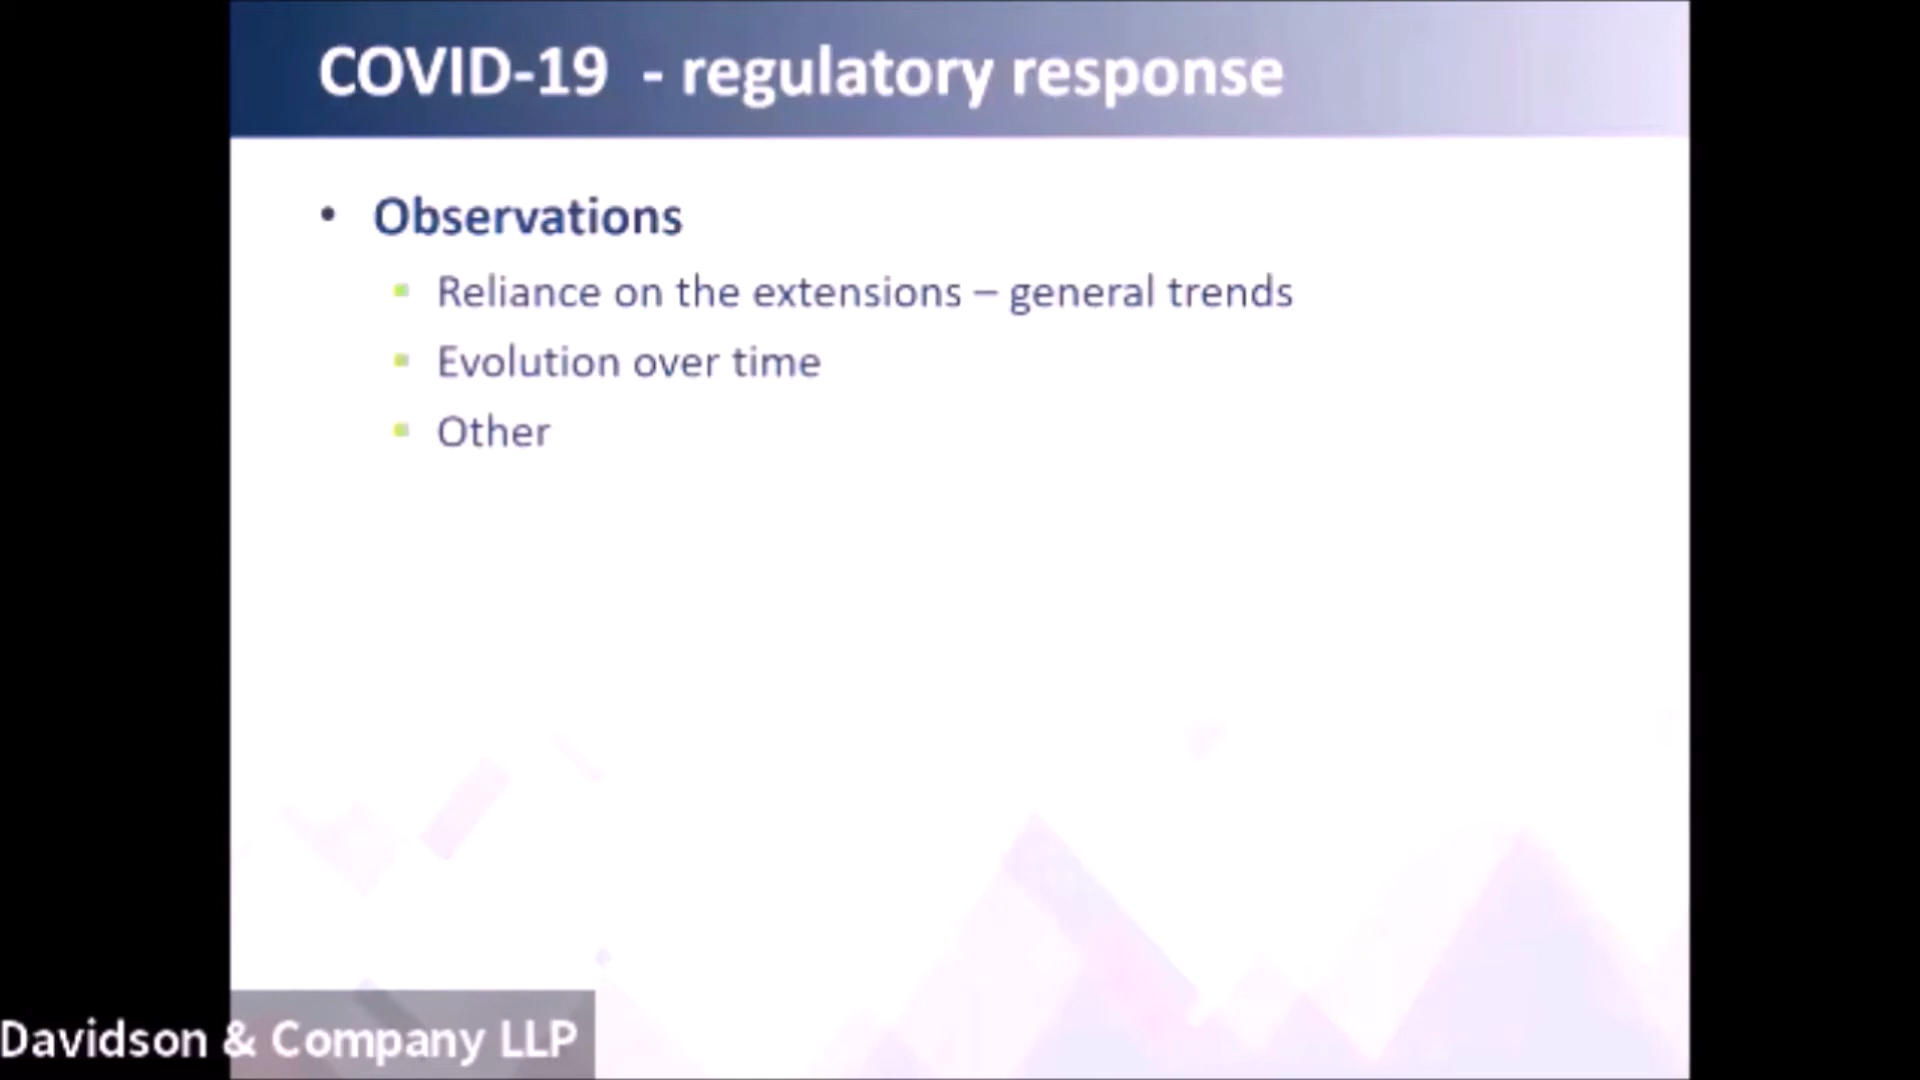 COVID-19 - regulatory response
• Observations
▪ Reliance on the extensions – general trends
▪ Evolution over time
▪ Other
Davidson & Company LLP